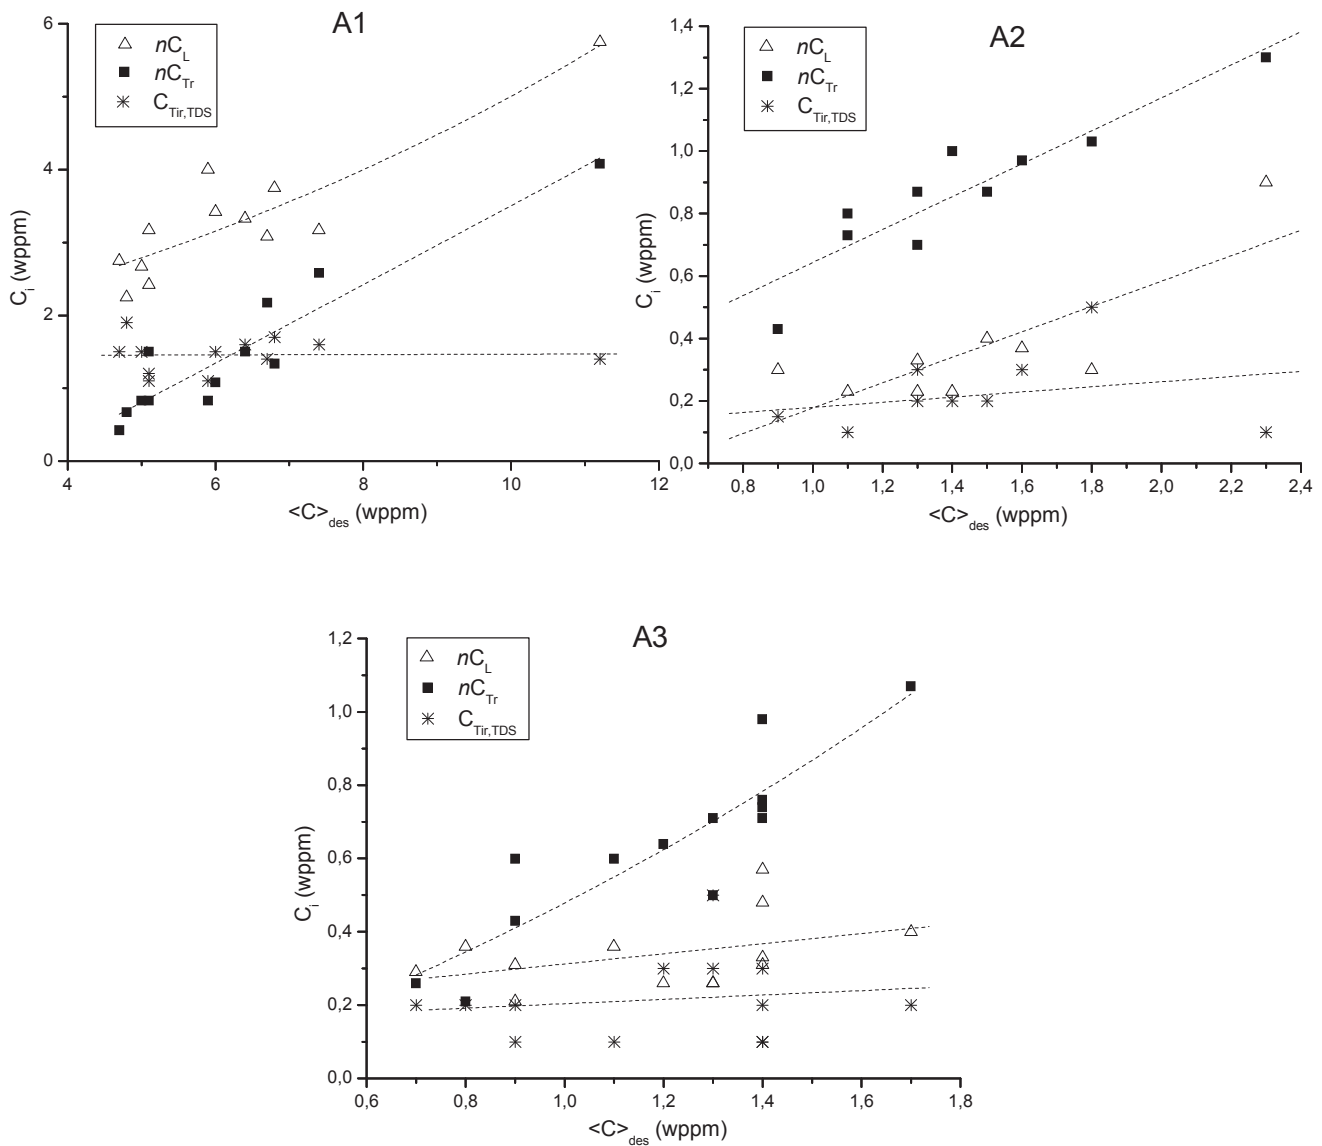 A1
nC_L
nC_Tr
C_Tir,TDS
6
4
2
0
C_i (wppm)
4 6 8 10 12
<C>_des (wppm)
A2
nC_L
nC_Tr
C_Tir,TDS
1,4
1,2
1,0
0,8
0,6
0,4
0,2
0,0
C_i (wppm)
0,8 1,0 1,2 1,4 1,6 1,8 2,0 2,2 2,4
<C>_des (wppm)
A3
nC_L
nC_Tr
C_Tir,TDS
1,2
1,0
0,8
0,6
0,4
0,2
0,0
C_i (wppm)
0,6 0,8 1,0 1,2 1,4 1,6 1,8
<C>_des (wppm)